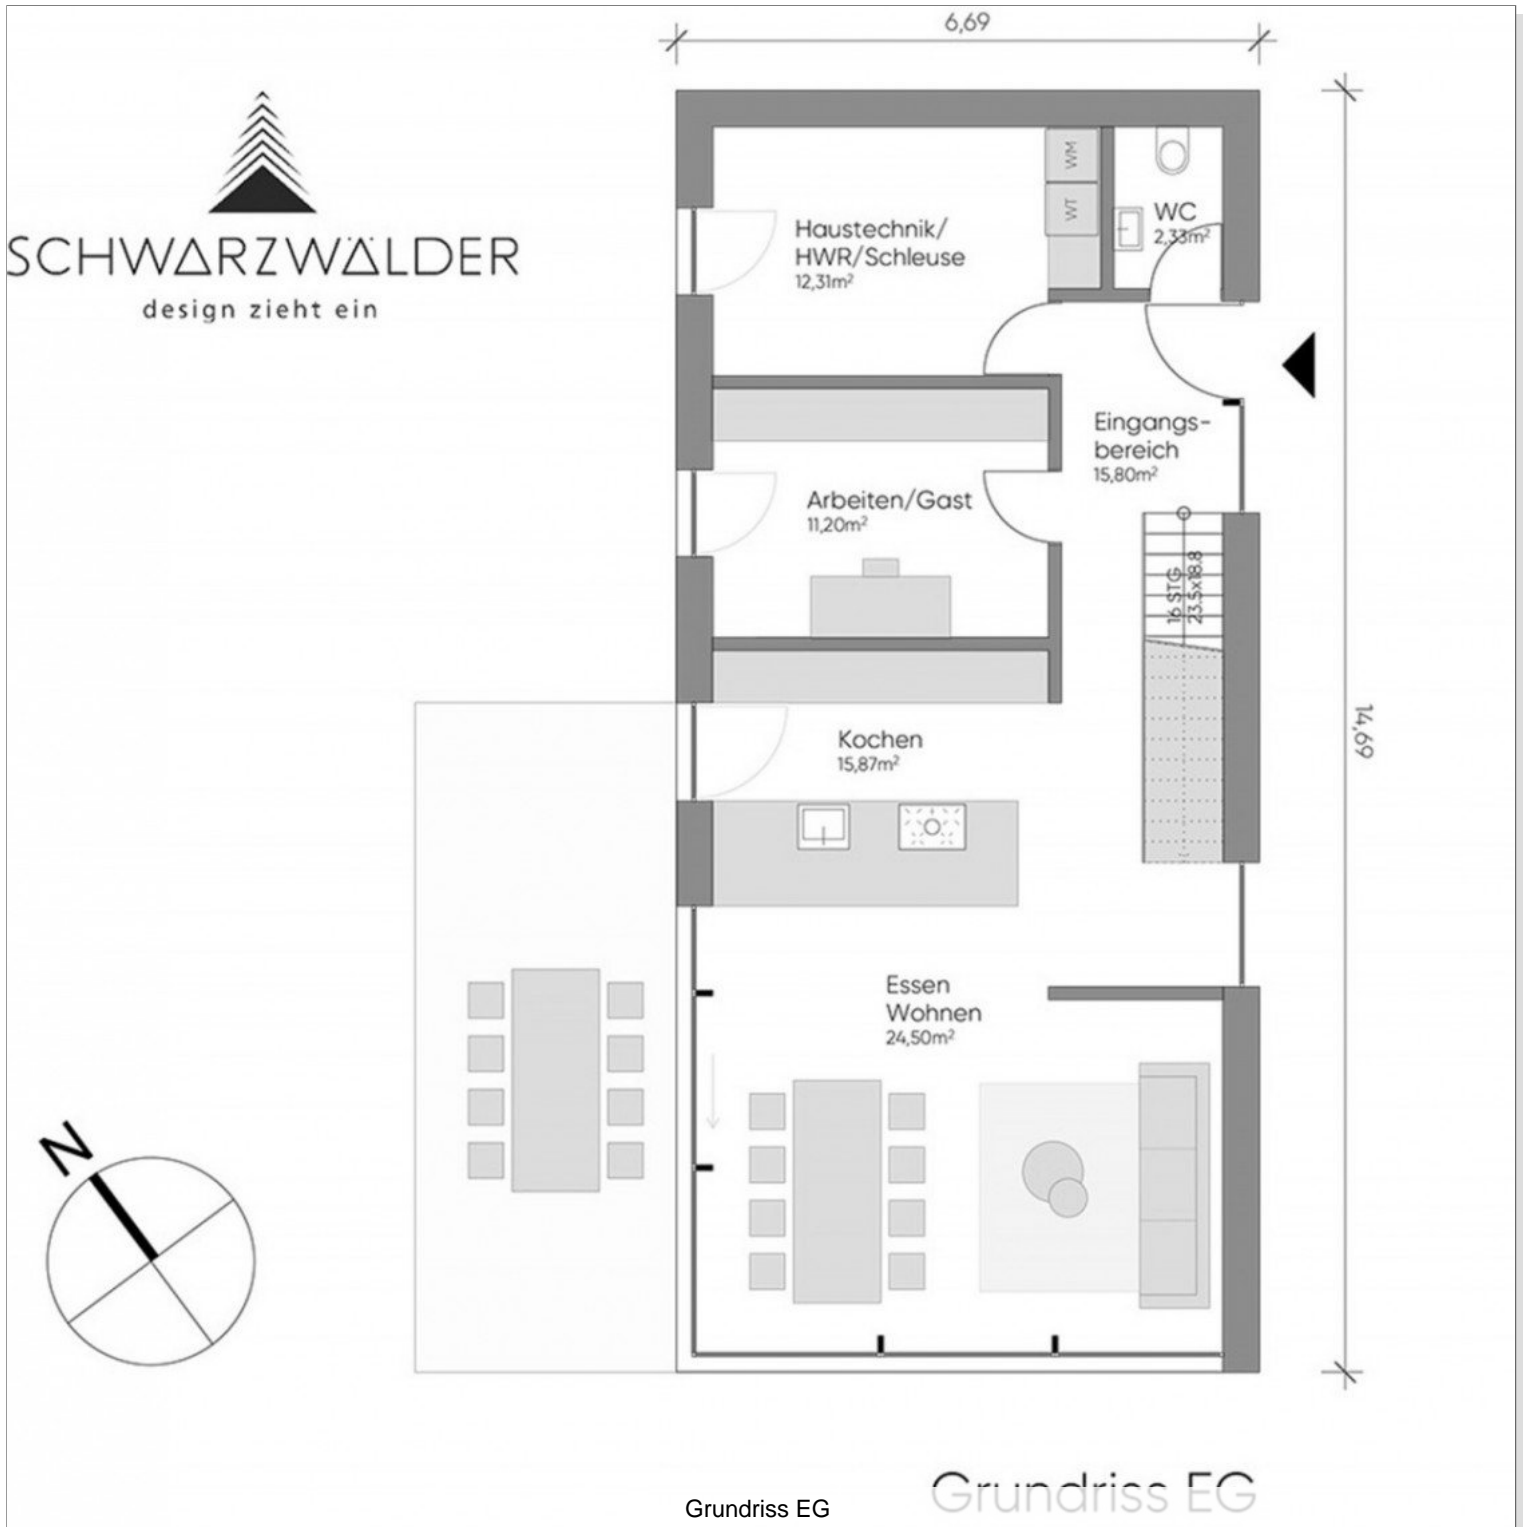 6,69
SCHWARZWÄLDER
design zieht ein
WM
WT
WC
2,33m²
Haustechnik/
HWR/Schleuse
12,31m²
Eingangs-
bereich
15,80m²
Arbeiten/Gast
11,20m²
16 STG
23.5x18.8
14,69
Kochen
15,87m²
Essen
Wohnen
24,50m²
N
Grundriss EG
Grundriss EG